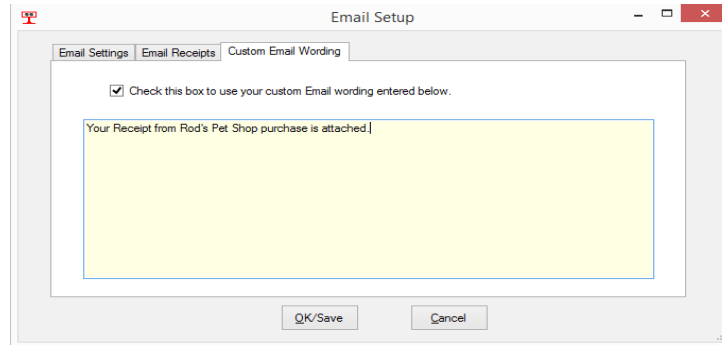 Email Setup
Email Settings Email Receipts Custom Email Wording
Check this box to use your custom Email wording entered below.
Your Receipt from Rod's Pet Shop purchase is attached.
OK/Save Cancel